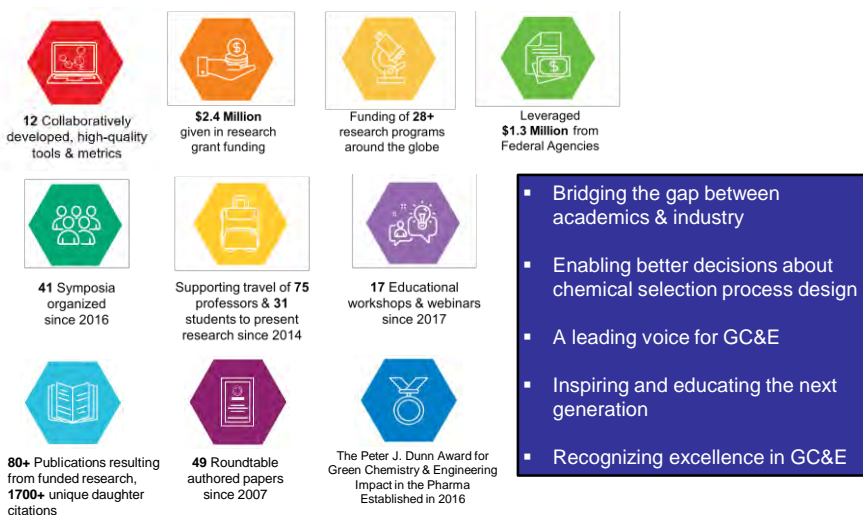 12 Collaboratively
developed, high-quality
tools & metrics
$2.4 Million
given in research
grant funding
Funding of 28+
research programs
around the globe
Leveraged
$1.3 Million from
Federal Agencies
41 Symposia
organized
since 2016
Supporting travel of 75
professors & 31
students to present
research since 2014
17 Educational
workshops & webinars
since 2017
80+ Publications resulting
from funded research,
1700+ unique daughter
citations
49 Roundtable
authored papers
since 2007
The Peter J. Dunn Award for
Green Chemistry & Engineering
Impact in the Pharma
Established in 2016
▪ Bridging the gap between
academics & industry
▪ Enabling better decisions about
chemical selection process design
▪ A leading voice for GC&E
▪ Inspiring and educating the next
generation
▪ Recognizing excellence in GC&E